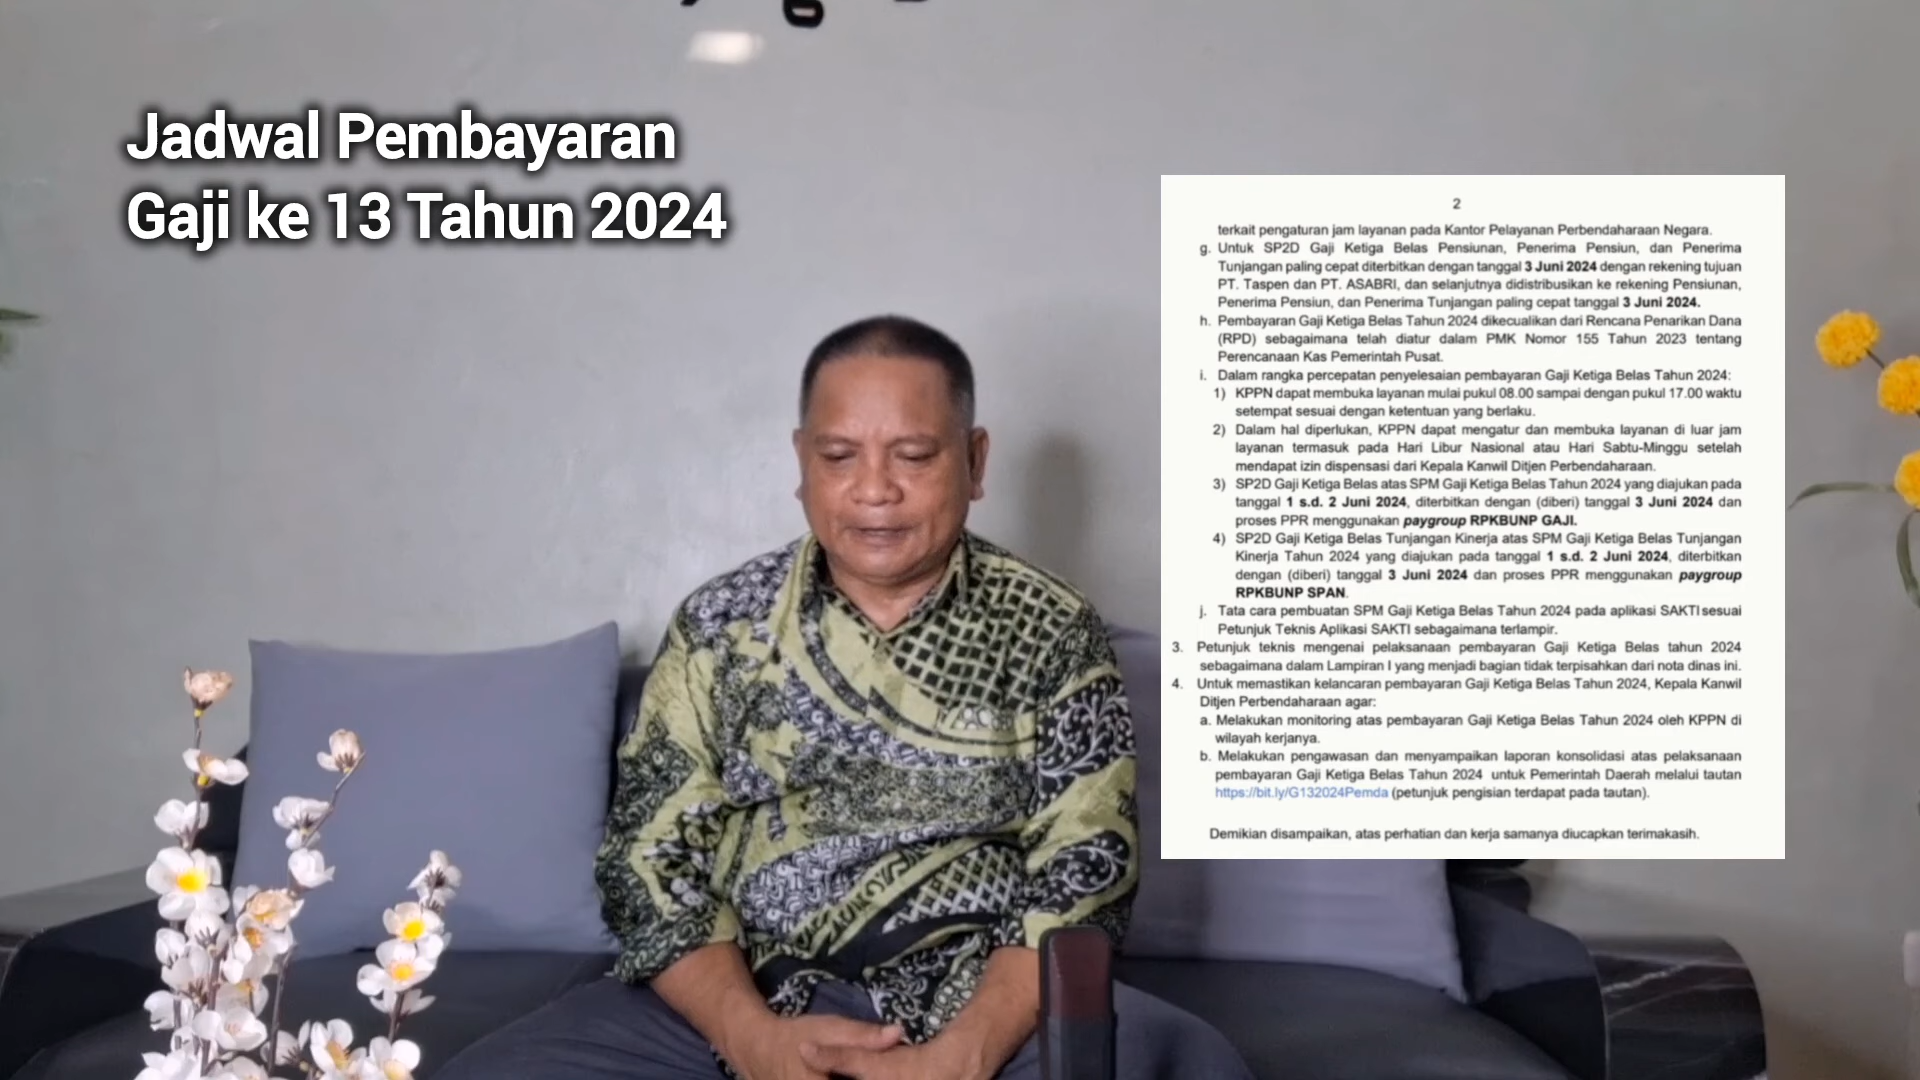 Jadwal Pembayaran
Gaji ke 13 Tahun 2024
2
terkait pengaturan jam layanan pada Kantor Pelayanan Perbendaharaan Negara.
g. Untuk SP2D Gaji Ketiga Belas Pensiunan, Penerima Pensiun, dan Penerima
Tunjangan paling cepat diterbitkan dengan tanggal 3 Juni 2024 dengan rekening tujuan
PT. Taspen dan PT. ASABRI, dan selanjutnya didistribusikan ke rekening Pensiunan,
Penerima Pensiun, dan Penerima Tunjangan paling cepat tanggal 3 Juni 2024.
h. Pembayaran Gaji Ketiga Belas Tahun 2024 dikecualikan dari Rencana Penarikan Dana
(RPD) sebagaimana telah diatur dalam PMK Nomor 155 Tahun 2023 tentang
Perencanaan Kas Pemerintah Pusat.
i. Dalam rangka percepatan penyelesaian pembayaran Gaji Ketiga Belas Tahun 2024:
1) KPPN dapat membuka layanan mulai pukul 08.00 sampai dengan pukul 17.00 waktu
setempat sesuai dengan ketentuan yang berlaku.
2) Dalam hal diperlukan, KPPN dapat mengatur dan membuka layanan di luar jam
layanan termasuk pada Hari Libur Nasional atau Hari Sabtu-Minggu setelah
mendapat izin dispensasi dari Kepala Kanwil Ditjen Perbendaharaan.
3) SP2D Gaji Ketiga Belas atas SPM Gaji Ketiga Belas Tahun 2024 yang diajukan pada
tanggal 1 s.d. 2 Juni 2024, diterbitkan dengan (diberi) tanggal 3 Juni 2024 dan
proses PPR menggunakan paygroup RPKBUNP GAJI.
4) SP2D Gaji Ketiga Belas Tunjangan Kinerja atas SPM Gaji Ketiga Belas Tunjangan
Kinerja Tahun 2024 yang diajukan pada tanggal 1 s.d. 2 Juni 2024, diterbitkan
dengan (diberi) tanggal 3 Juni 2024 dan proses PPR menggunakan paygroup
RPKBUNP SPAN.
j. Tata cara pembuatan SPM Gaji Ketiga Belas Tahun 2024 pada aplikasi SAKTI sesuai
Petunjuk Teknis Aplikasi SAKTI sebagaimana terlampir.
3. Petunjuk teknis mengenai pelaksanaan pembayaran Gaji Ketiga Belas tahun 2024
sebagaimana dalam Lampiran I yang menjadi bagian tidak terpisahkan dari nota dinas ini.
4. Untuk memastikan kelancaran pembayaran Gaji Ketiga Belas Tahun 2024, Kepala Kanwil
Ditjen Perbendaharaan agar:
a. Melakukan monitoring atas pembayaran Gaji Ketiga Belas Tahun 2024 oleh KPPN di
wilayah kerjanya.
b. Melakukan pengawasan dan menyampaikan laporan konsolidasi atas pelaksanaan
pembayaran Gaji Ketiga Belas Tahun 2024 untuk Pemerintah Daerah melalui tautan
https://bit.ly/G132024Pemda (petunjuk pengisian terdapat pada tautan).
Demikian disampaikan, atas perhatian dan kerja samanya diucapkan terimakasih.